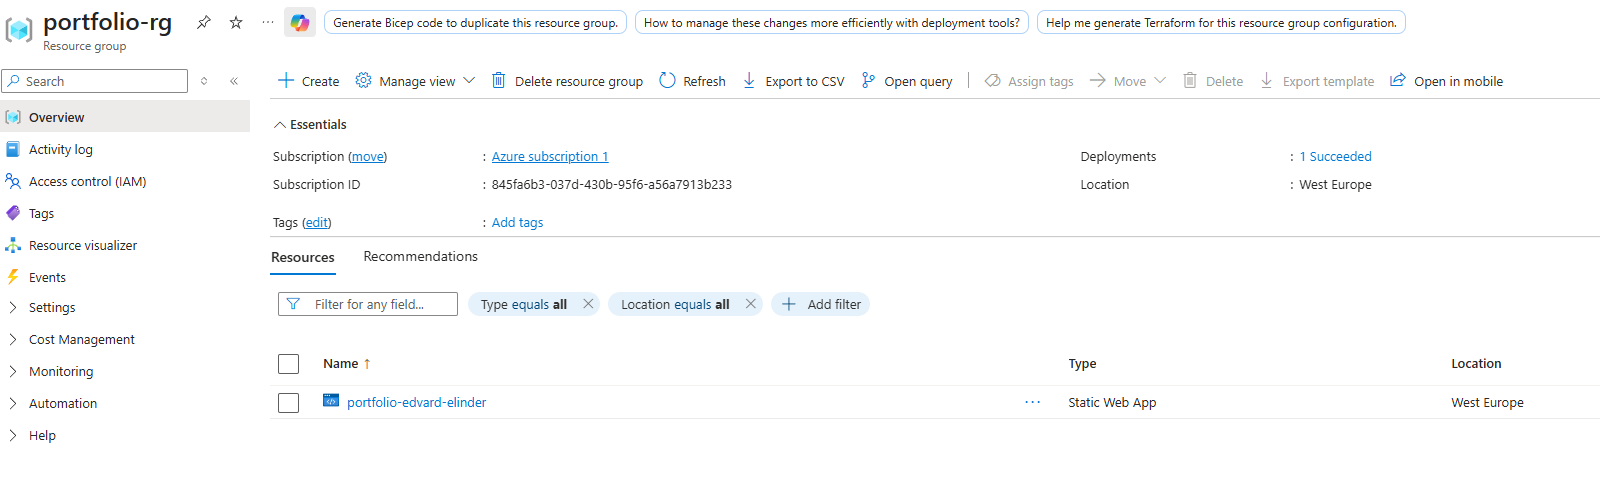 portfolio-rg
Resource group
Generate Bicep code to duplicate this resource group.
How to manage these changes more efficiently with deployment tools?
Help me generate Terraform for this resource group configuration.
Search
Create
Manage view
Delete resource group
Refresh
Export to CSV
Open query
Assign tags
Move
Delete
Export template
Open in mobile
Overview
Activity log
Access control (IAM)
Tags
Resource visualizer
Events
Settings
Cost Management
Monitoring
Automation
Help
Essentials
Subscription (move) : Azure subscription 1
Subscription ID : 845fa6b3-037d-430b-95f6-a56a7913b233
Tags (edit) : Add tags
Deployments : 1 Succeeded
Location : West Europe
Resources Recommendations
Filter for any field... Type equals all Location equals all Add filter
Name ↑ Type Location
portfolio-edvard-elinder ··· Static Web App West Europe